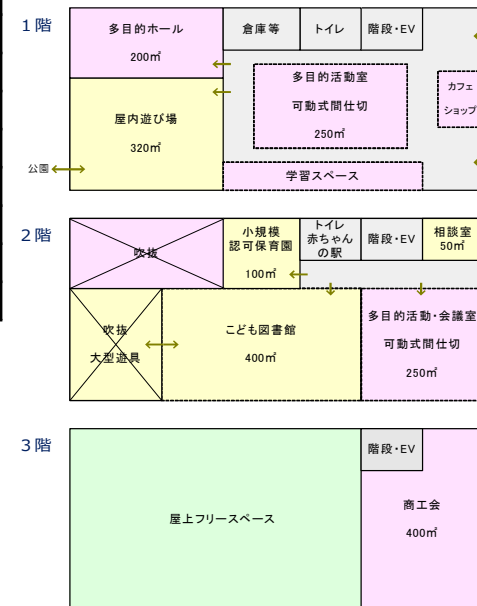 1階
多目的ホール
200㎡
倉庫等
トイレ
階段・EV
多目的活動室
可動式間仕切
250㎡
カフェ
ショップ
屋内遊び場
320㎡
公園
学習スペース
2階
吹抜
小規模
認可保育園
100㎡
トイレ
赤ちゃん
の駅
階段・EV
相談室
50㎡
吹抜
大型遊具
こども図書館
400㎡
多目的活動・会議室
可動式間仕切
250㎡
3階
階段・EV
屋上フリースペース
商工会
400㎡